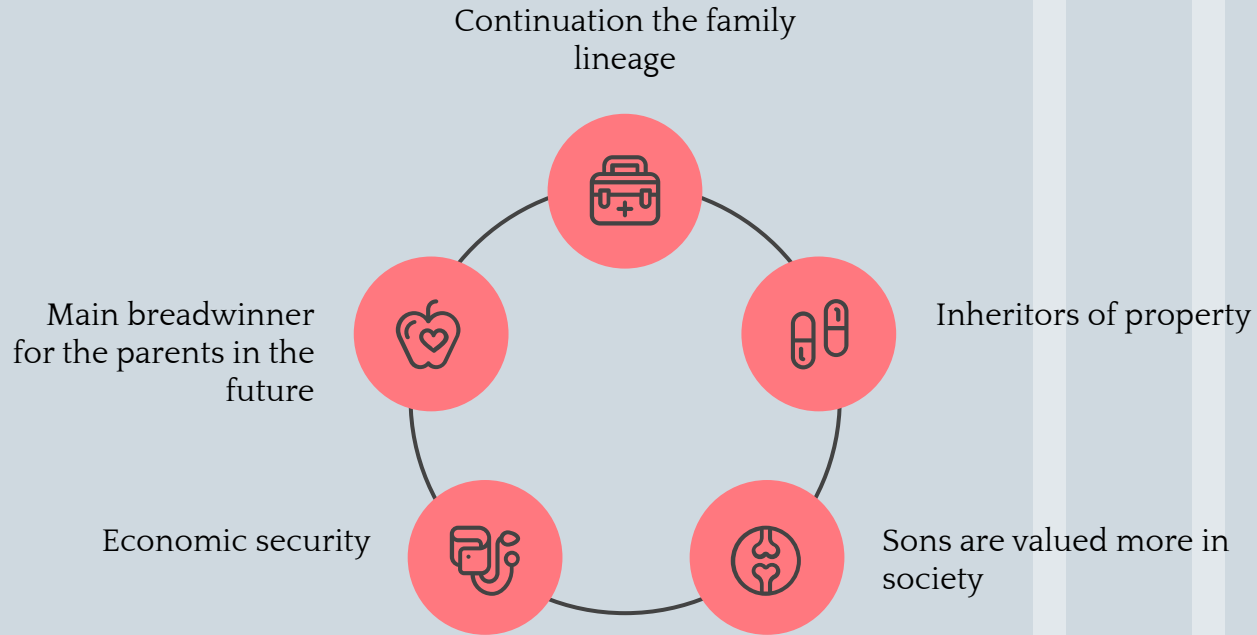 Continuation the family
lineage
Main breadwinner
for the parents in the
future
Inheritors of property
Economic security
Sons are valued more in
society